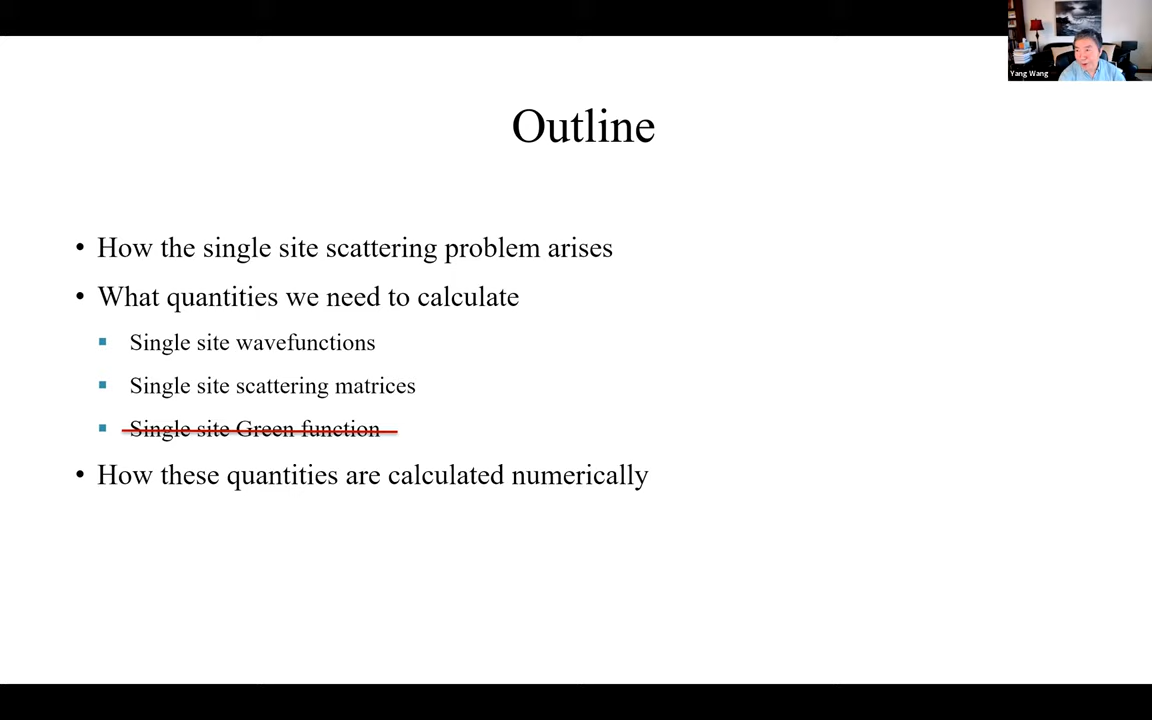 Yang Wang
Outline
• How the single site scattering problem arises
• What quantities we need to calculate
▪ Single site wavefunctions
▪ Single site scattering matrices
▪ Single site Green function
• How these quantities are calculated numerically